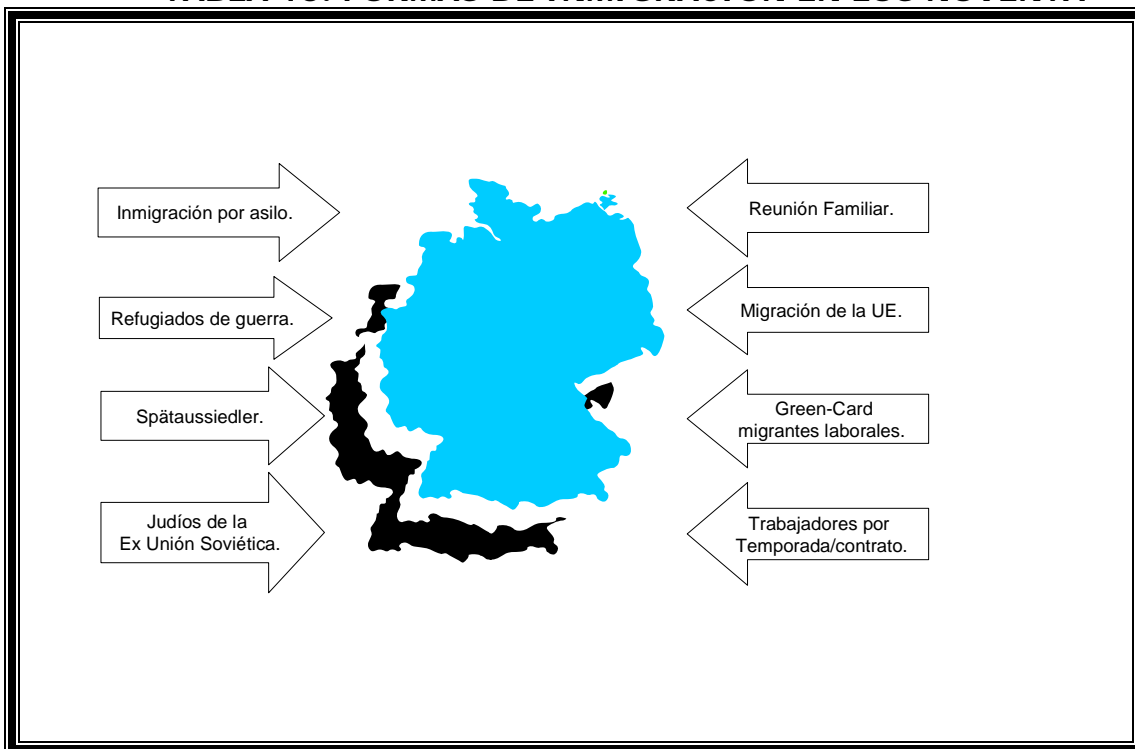 Inmigración por asilo.
Refugiados de guerra.
Spätaussiedler.
Judíos de la
Ex Unión Soviética.
Reunión Familiar.
Migración de la UE.
Green-Card
migrantes laborales.
Trabajadores por
Temporada/contrato.